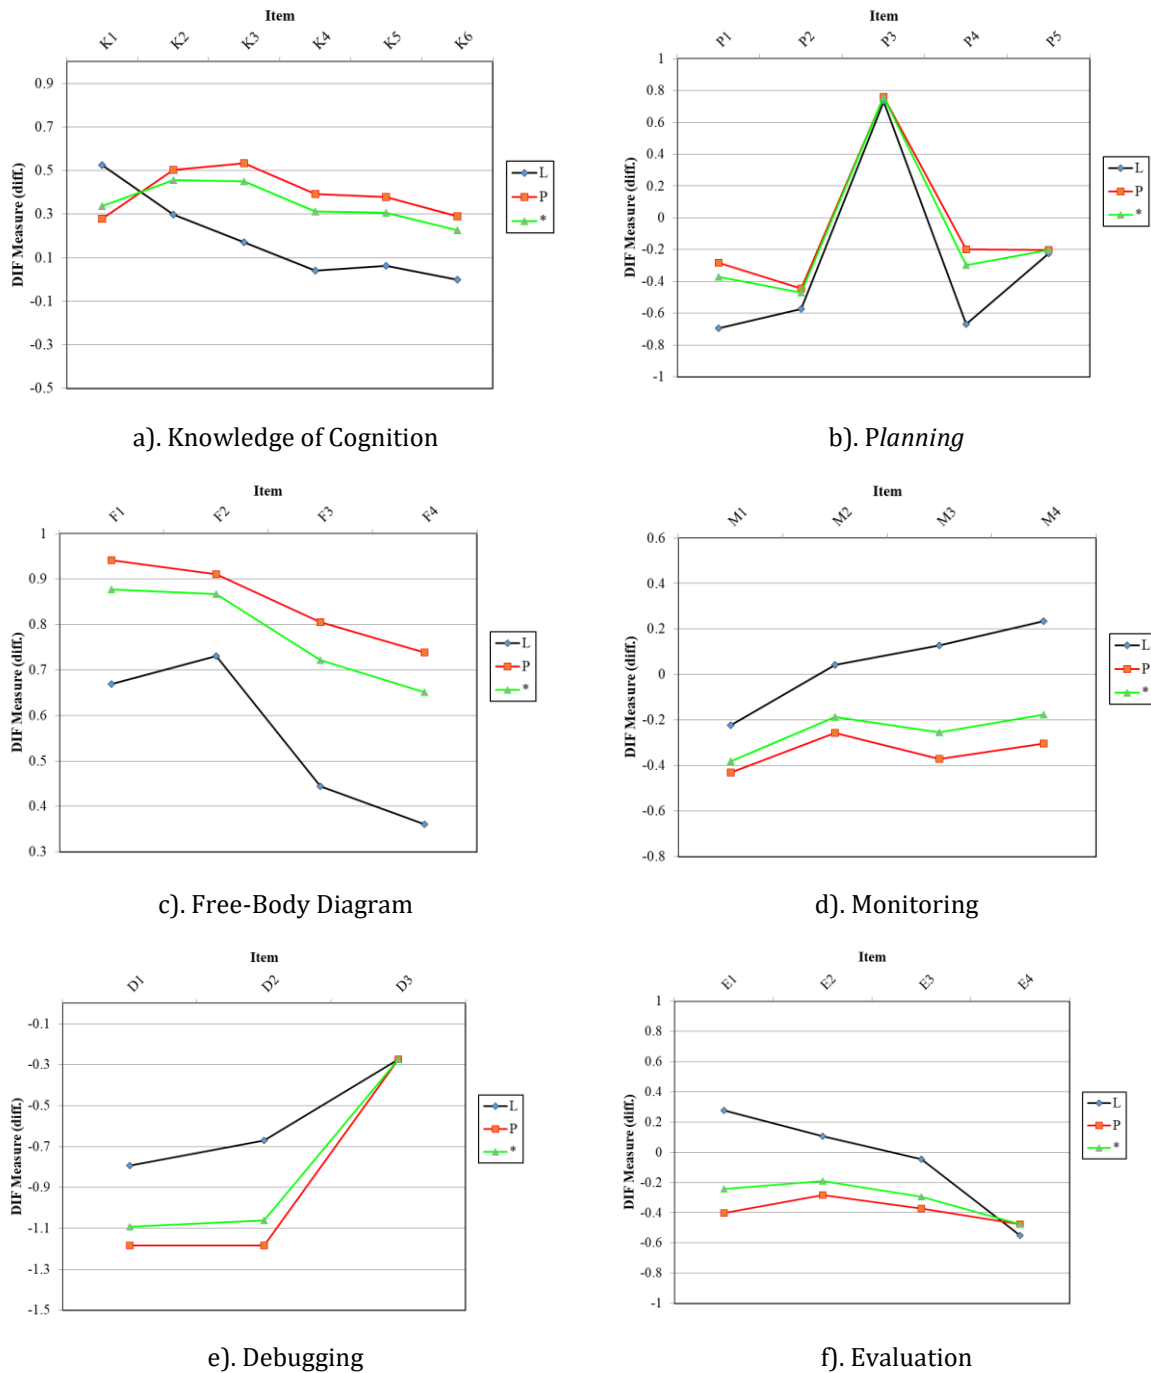 Item
K1 K2 K3 K4 K5 K6
DIF Measure (diff.)
0.9
0.7
0.5
0.3
0.1
-0.1
-0.3
-0.5
L
P
*
a). Knowledge of Cognition
Item
P1 P2 P3 P4 P5
DIF Measure (diff.)
1
0.8
0.6
0.4
0.2
0
-0.2
-0.4
-0.6
-0.8
-1
L
P
*
b). Planning
Item
F1 F2 F3 F4
DIF Measure (diff.)
1
0.9
0.8
0.7
0.6
0.5
0.4
0.3
L
P
*
c). Free-Body Diagram
Item
M1 M2 M3 M4
DIF Measure (diff.)
0.6
0.4
0.2
0
-0.2
-0.4
-0.6
-0.8
L
P
*
d). Monitoring
Item
D1 D2 D3
DIF Measure (diff.)
-0.1
-0.3
-0.5
-0.7
-0.9
-1.1
-1.3
-1.5
L
P
*
e). Debugging
Item
E1 E2 E3 E4
DIF Measure (diff.)
1
0.8
0.6
0.4
0.2
0
-0.2
-0.4
-0.6
-0.8
-1
L
P
*
f). Evaluation